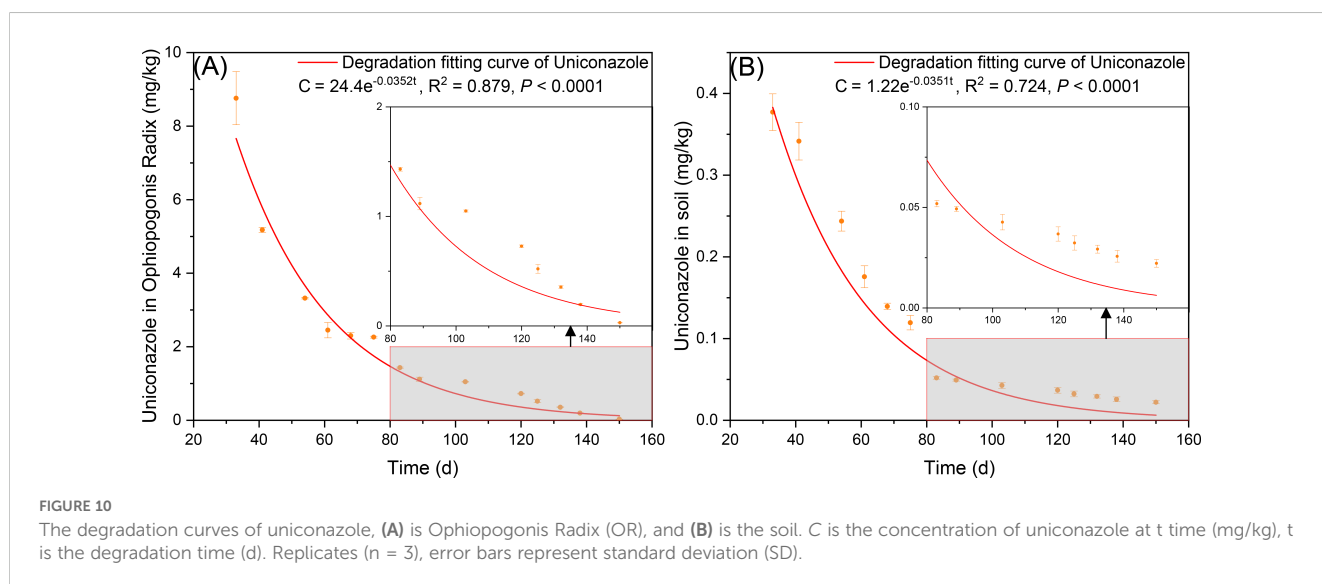 (A)
Degradation fitting curve of Uniconazole
C = 24.4e^-0.0352t, R² = 0.879, P < 0.0001
Uniconazole in Ophiopogonis Radix (mg/kg)
10
8
6
4
2
0
20 40 60 80 100 120 140 160
Time (d)
2
1
0
80 100 120 140
(B)
Degradation fitting curve of Uniconazole
C = 1.22e^-0.0351t, R² = 0.724, P < 0.0001
Uniconazole in soil (mg/kg)
0.4
0.3
0.2
0.1
0.0
20 40 60 80 100 120 140 160
Time (d)
0.10
0.05
0.00
80 100 120 140
FIGURE 10
The degradation curves of uniconazole, (A) is Ophiopogonis Radix (OR), and (B) is the soil. C is the concentration of uniconazole at t time (mg/kg), t
is the degradation time (d). Replicates (n = 3), error bars represent standard deviation (SD).